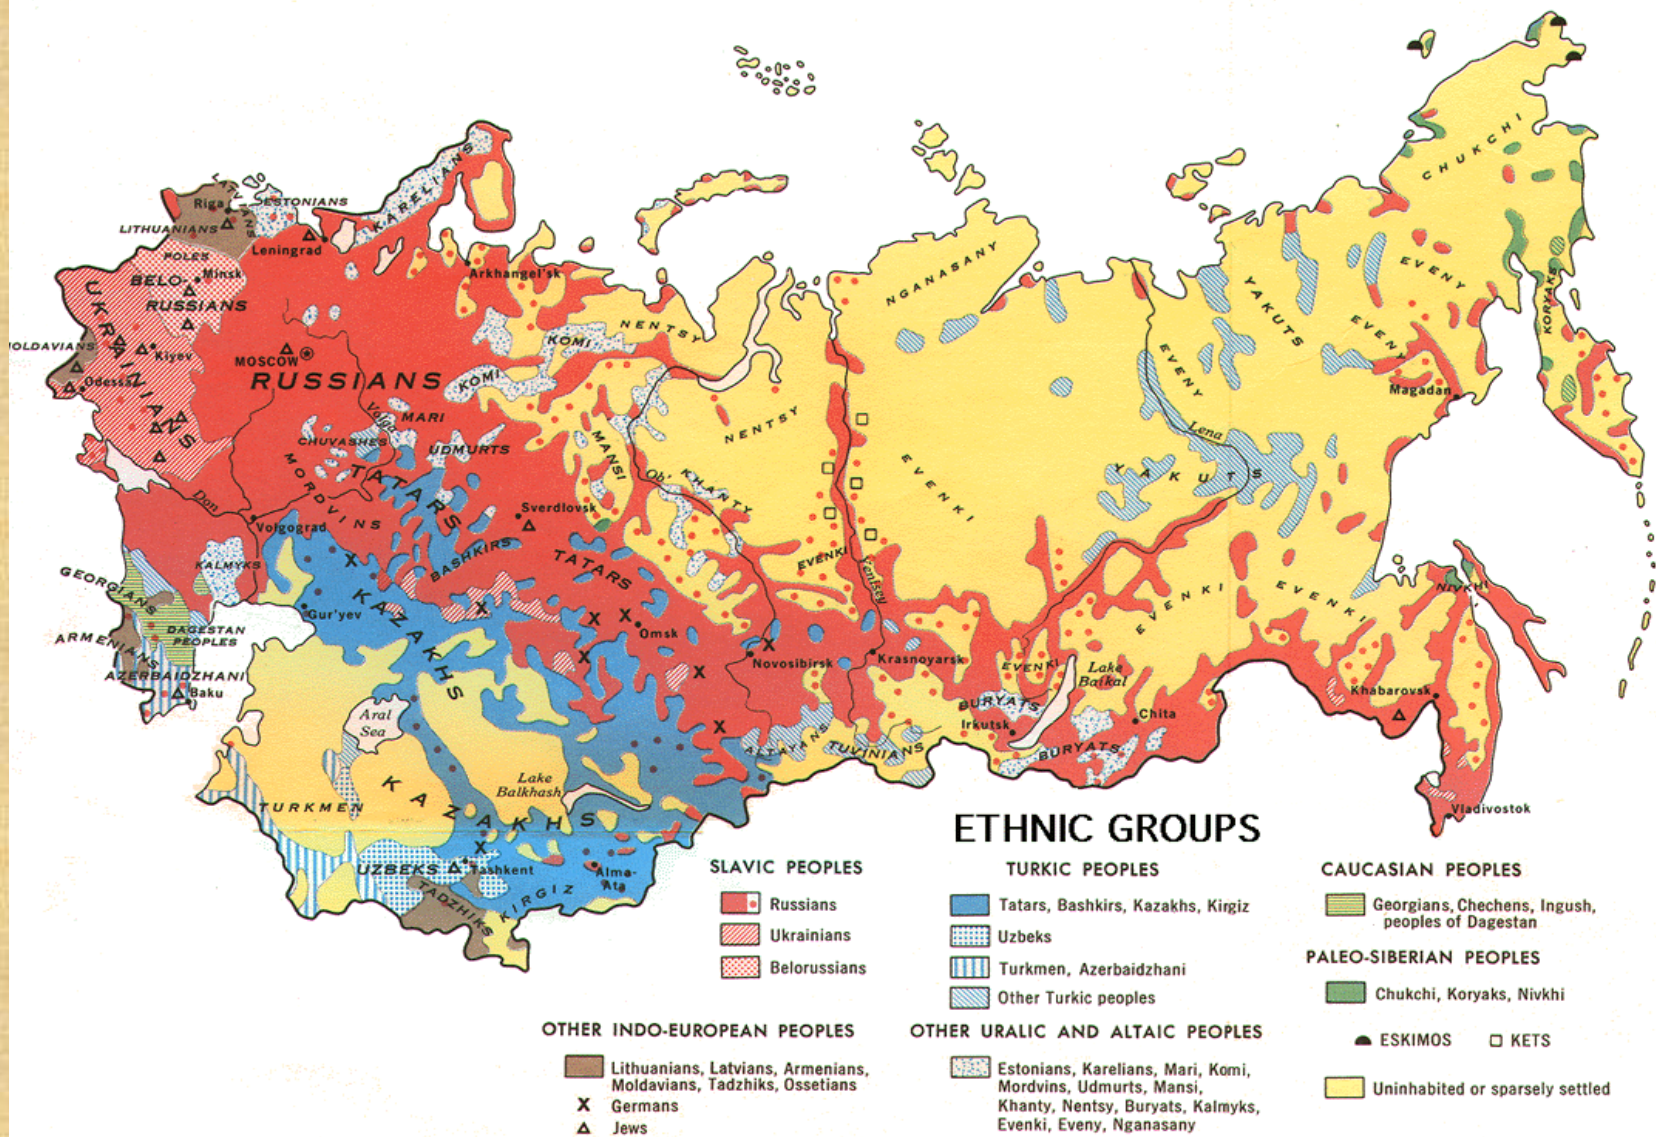 LATVIANS
Riga
ESTONIANS
LITHUANIANS
KARELIANS
Leningrad
POLES
BELO-
RUSSIANS
Minsk
Arkhangel'sk
UKRAINIANS
OLDAVIANS
Kiyev
Odessa
MOSCOW
RUSSIANS
NENTSY
KOMI
KOMI
NGANASANY
CHUKCHI
EVENY
YAKUTS
EVENY
KORYAKS
EVENY
Magadan
Volga
MARI
CHUVASHES
UDMURTS
MORDVINS
TATARS
MANSI
NENTSY
Ob'
KHANTY
EVENKI
Lena
YAKUTS
Don
Volgograd
Sverdlovsk
BASHKIRS
TATARS
EVENKI
Yenisey
KALMYKS
GEORGIANS
DAGESTAN
PEOPLES
ARMENIANS
AZERBAIDZHANI
Baku
Gur'yev
KAZAKHS
Omsk
Novosibirsk
Krasnoyarsk
EVENKI
EVENKI
EVENKI
NIVKHI
Lake
Baikal
BURYATS
Irkutsk
Chita
BURYATS
Khabarovsk
Vladivostok
ALTAYANS
TUVINIANS
Aral
Sea
Lake
Balkhash
KAZAKHS
TURKMEN
UZBEKS
Tashkent
Alma-
Ata
TADZHIKS
KIRGIZ
ETHNIC GROUPS
SLAVIC PEOPLES
Russians
Ukrainians
Belorussians
TURKIC PEOPLES
Tatars, Bashkirs, Kazakhs, Kirgiz
Uzbeks
Turkmen, Azerbaidzhani
Other Turkic peoples
CAUCASIAN PEOPLES
Georgians, Chechens, Ingush,
peoples of Dagestan
PALEO-SIBERIAN PEOPLES
Chukchi, Koryaks, Nivkhi
ESKIMOS
KETS
Uninhabited or sparsely settled
OTHER INDO-EUROPEAN PEOPLES
Lithuanians, Latvians, Armenians,
Moldavians, Tadzhiks, Ossetians
Germans
Jews
OTHER URALIC AND ALTAIC PEOPLES
Estonians, Karelians, Mari, Komi,
Mordvins, Udmurts, Mansi,
Khanty, Nentsy, Buryats, Kalmyks,
Evenki, Eveny, Nganasany